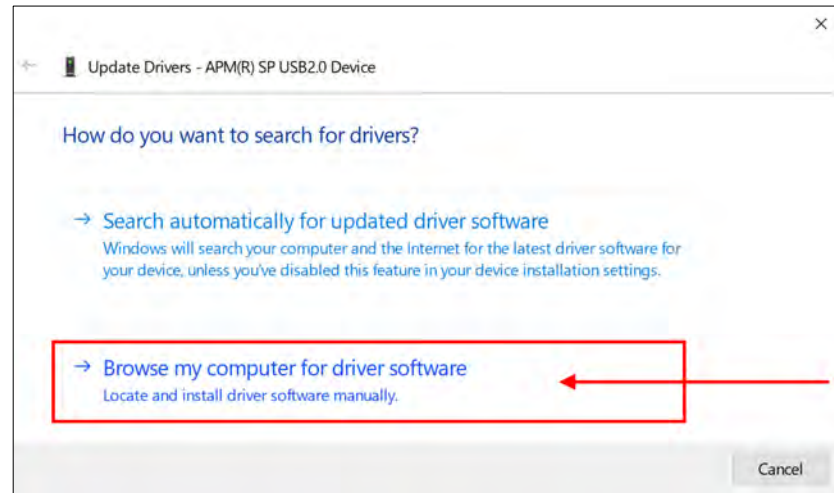 Update Drivers - APM(R) SP USB2.0 Device
How do you want to search for drivers?
→ Search automatically for updated driver software
Windows will search your computer and the Internet for the latest driver software for
your device, unless you've disabled this feature in your device installation settings.
→ Browse my computer for driver software
Locate and install driver software manually.
Cancel